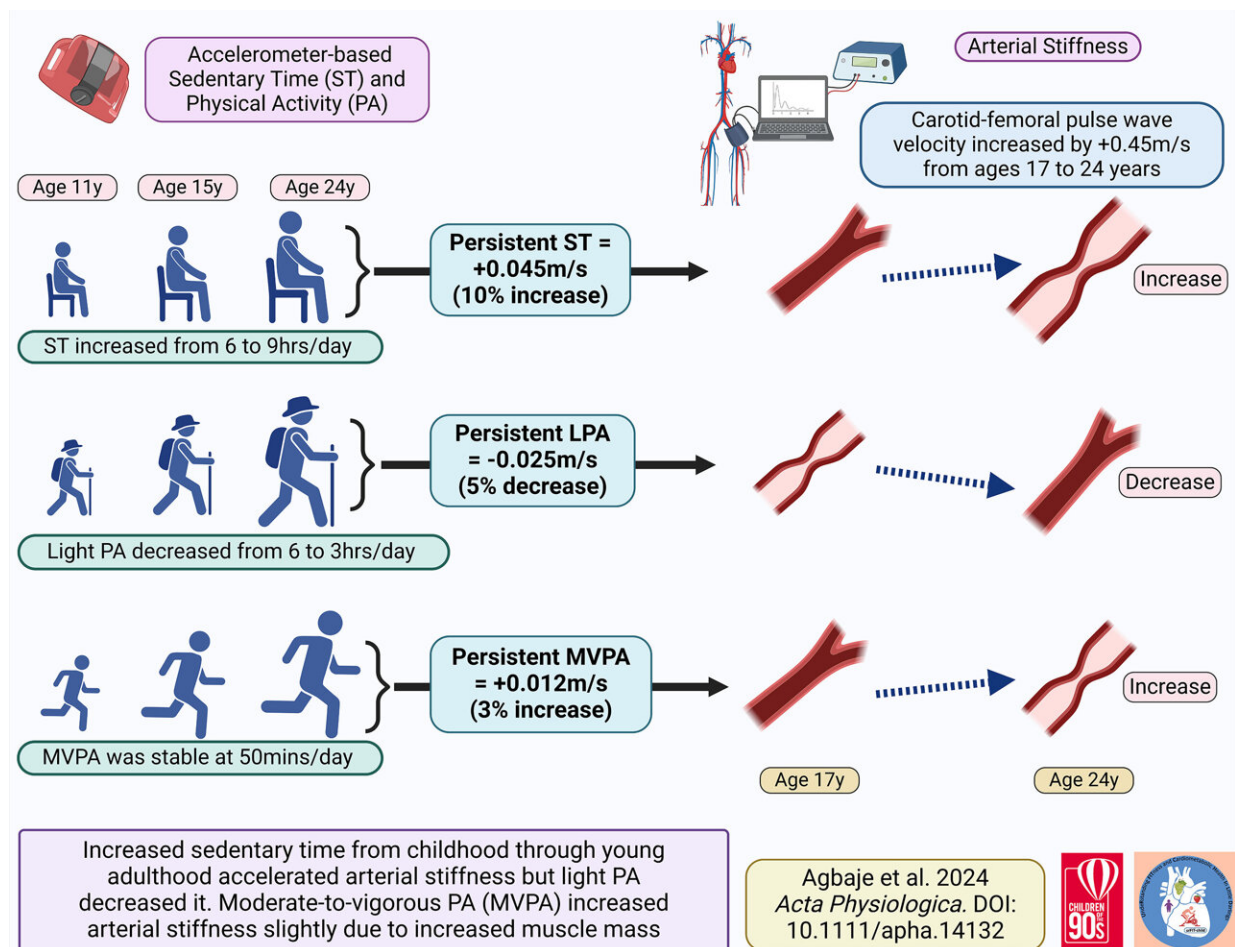 Accelerometer-based
Sedentary Time (ST) and
Physical Activity (PA)
Arterial Stiffness
Carotid-femoral pulse wave
velocity increased by +0.45m/s
from ages 17 to 24 years
Age 11y
Age 15y
Age 24y
Persistent ST =
+0.045m/s
(10% increase)
Increase
ST increased from 6 to 9hrs/day
Persistent LPA
= -0.025m/s
(5% decrease)
Decrease
Light PA decreased from 6 to 3hrs/day
Persistent MVPA
= +0.012m/s
(3% increase)
Increase
MVPA was stable at 50mins/day
Age 17y
Age 24y
Increased sedentary time from childhood through young
adulthood accelerated arterial stiffness but light PA
decreased it. Moderate-to-vigorous PA (MVPA) increased
arterial stiffness slightly due to increased muscle mass
Agbaje et al. 2024
Acta Physiologica. DOI:
10.1111/apha.14132
CHILDREN
OF THE
90s